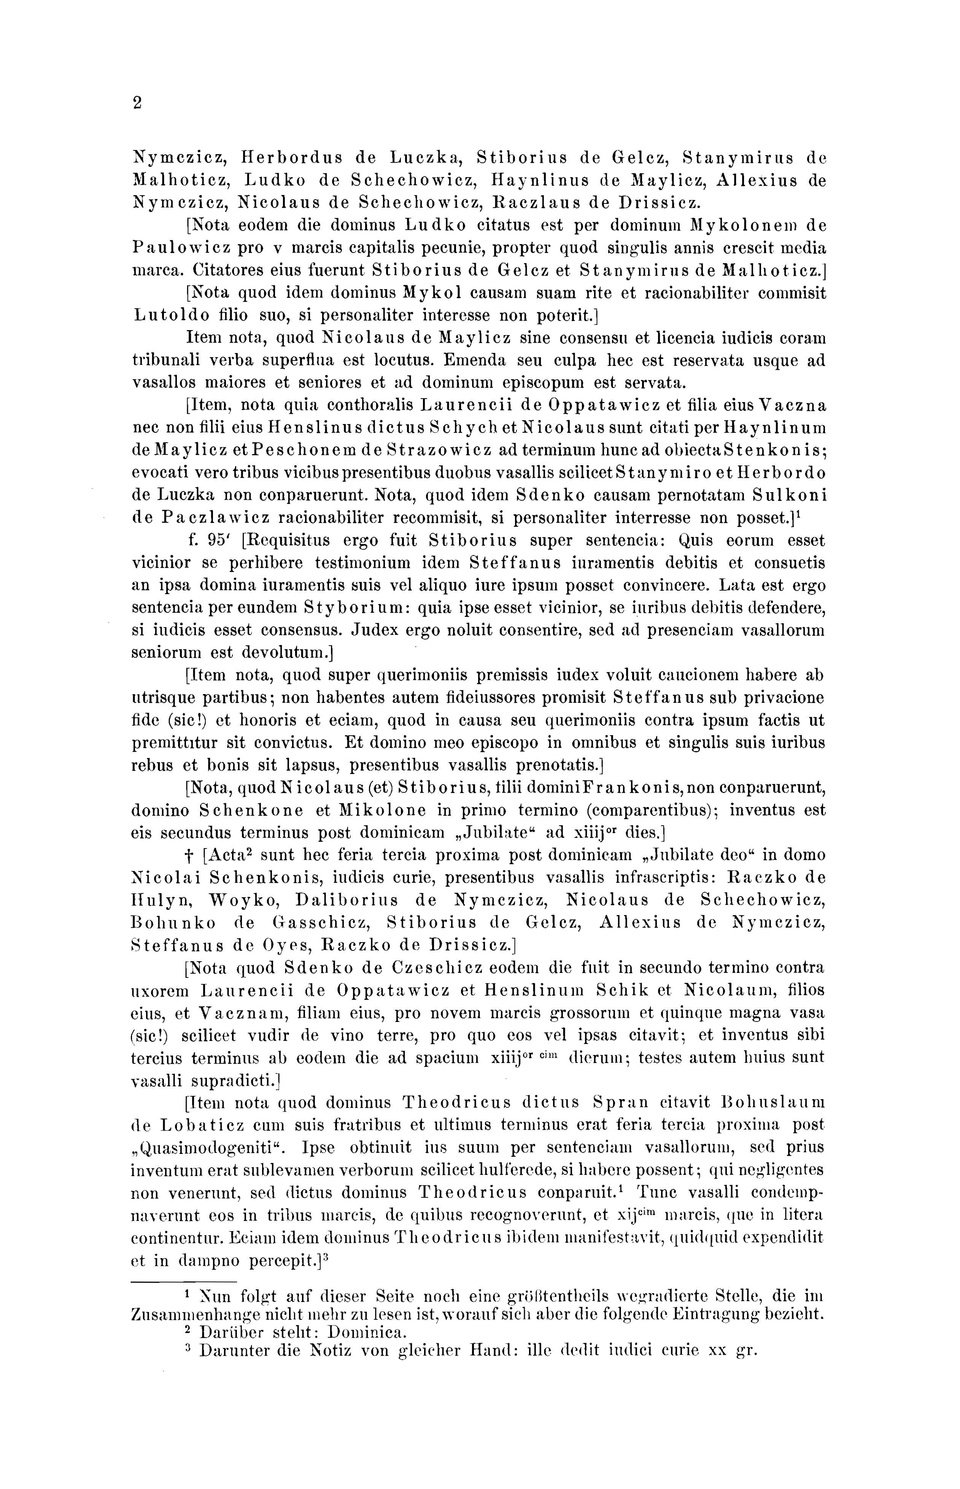 2
Nymczicz, Herbordus de Luczka, Stiborius de Gelcz, Stanymirus de
Malhoticz, Ludko de Schechowicz, Haynlinus de Maylicz, Allexius de
Nymczicz, Nicolaus de Schechowicz, Raczlaus de Drissicz.
[Nota eodem die dominus Ludko citatus est per dominum Mykolonem de
Paulowicz pro v marcis capitalis pecunie, propter quod singulis annis crescit media
marca. Citatores eius fuerunt Stiborius de Gelcz et Stanymirus de Malhoticz.]
[Nota quod idem dominus Mykol causam suam rite et racionabiliter commisit
Lutoldo filio suo, si personaliter interesse non poterit.]
Item nota, quod Nicolaus de Maylicz sine consensu et licencia iudicis coram
tribunali verba superflua est locutus. Emenda seu culpa hec est reservata usque ad
vasallos maiores et seniores et ad dominum episcopum est servata.
[Item, nota quia conthoralis Laurencii de Oppatawicz et filia eius Vaczna
nec non filii eius Henslinus dictus Schych et Nicolaus sunt citati per Haynlinum
de Maylicz et Peschonem de Strazowicz ad terminum hunc ad obiecta Stenkonis;
evocati vero tribus vicibus presentibus duobus vasallis scilicet Stanymiro et Herbordo
de Luczka non conparuerunt. Nota, quod idem Sdenko causam pernotatam Sulkoni
de Paczlawicz racionabiliter recommisit, si personaliter interresse non posset.]¹
f. 95′ [Requisitus ergo fuit Stiborius super sentencia: Quis eorum esset
vicinior se perhibere testimonium idem Steffanus iuramentis debitis et consuetis
an ipsa domina iuramentis suis vel aliquo iure ipsum posset convincere. Lata est ergo
sentencia per eundem Styborium: quia ipse esset vicinior, se iuribus debitis defendere,
si iudicis esset consensus. Judex ergo noluit consentire, sed ad presenciam vasallorum
seniorum est devolutum.]
[Item nota, quod super querimoniis premissis iudex voluit caucionem habere ab
utrisque partibus; non habentes autem fideiussores promisit Steffanus sub privacione
fide (sic!) et honoris et eciam, quod in causa seu querimoniis contra ipsum factis ut
premittitur sit convictus. Et domino meo episcopo in omnibus et singulis suis iuribus
rebus et bonis sit lapsus, presentibus vasallis prenotatis.]
[Nota, quod Nicolaus (et) Stiborius, filii domini Frankonis, non conparuerunt,
domino Schenkone et Mikolone in primo termino (comparentibus); inventus est
eis secundus terminus post dominicam „Jubilate“ ad xiiijᵒʳ dies.]
† [Acta² sunt hec feria tercia proxima post dominicam „Jubilate deo“ in domo
Nicolai Schenkonis, iudicis curie, presentibus vasallis infrascriptis: Raczko de
Hulyn, Woyko, Daliborius de Nymczicz, Nicolaus de Schechowicz,
Bohunko de Gasschicz, Stiborius de Gelcz, Allexius de Nymczicz,
Steffanus de Oyes, Raczko de Drissicz.]
[Nota quod Sdenko de Czeschicz eodem die fuit in secundo termino contra
uxorem Laurencii de Oppatawicz et Henslinum Schik et Nicolaum, filios
eius, et Vacznam, filiam eius, pro novem marcis grossorum et quinque magna vasa
(sic!) scilicet vudir de vino terre, pro quo eos vel ipsas citavit; et inventus sibi
tercius terminus ab eodem die ad spacium xiiijᵒʳ ᶜⁱᵐ dierum; testes autem huius sunt
vasalli supradicti.]
[Item nota quod dominus Theodricus dictus Spran citavit Bohuslaum
de Lobaticz cum suis fratribus et ultimus terminus erat feria tercia proxima post
„Quasimodogeniti“. Ipse obtinuit ius suum per sentenciam vasallorum, sed prius
inventum erat sublevamen verborum scilicet hulferede, si habere possent; qui negligentes
non venerunt, sed dictus dominus Theodricus conparuit.¹ Tunc vasalli condemp-
naverunt eos in tribus marcis, de quibus recognoverunt, et xijᶜⁱᵐ marcis, que in litera
continentur. Eciam idem dominus Theodricus ibidem manifestavit, quidquid expendidit
et in dampno percepit.]³
¹ Nun folgt auf dieser Seite noch eine größtentheils wegradierte Stelle, die im
Zusammenhange nicht mehr zu lesen ist, worauf sich aber die folgende Eintragung bezieht.
² Darüber steht: Dominica.
³ Darunter die Notiz von gleicher Hand: ille dedit iudici curie xx gr.